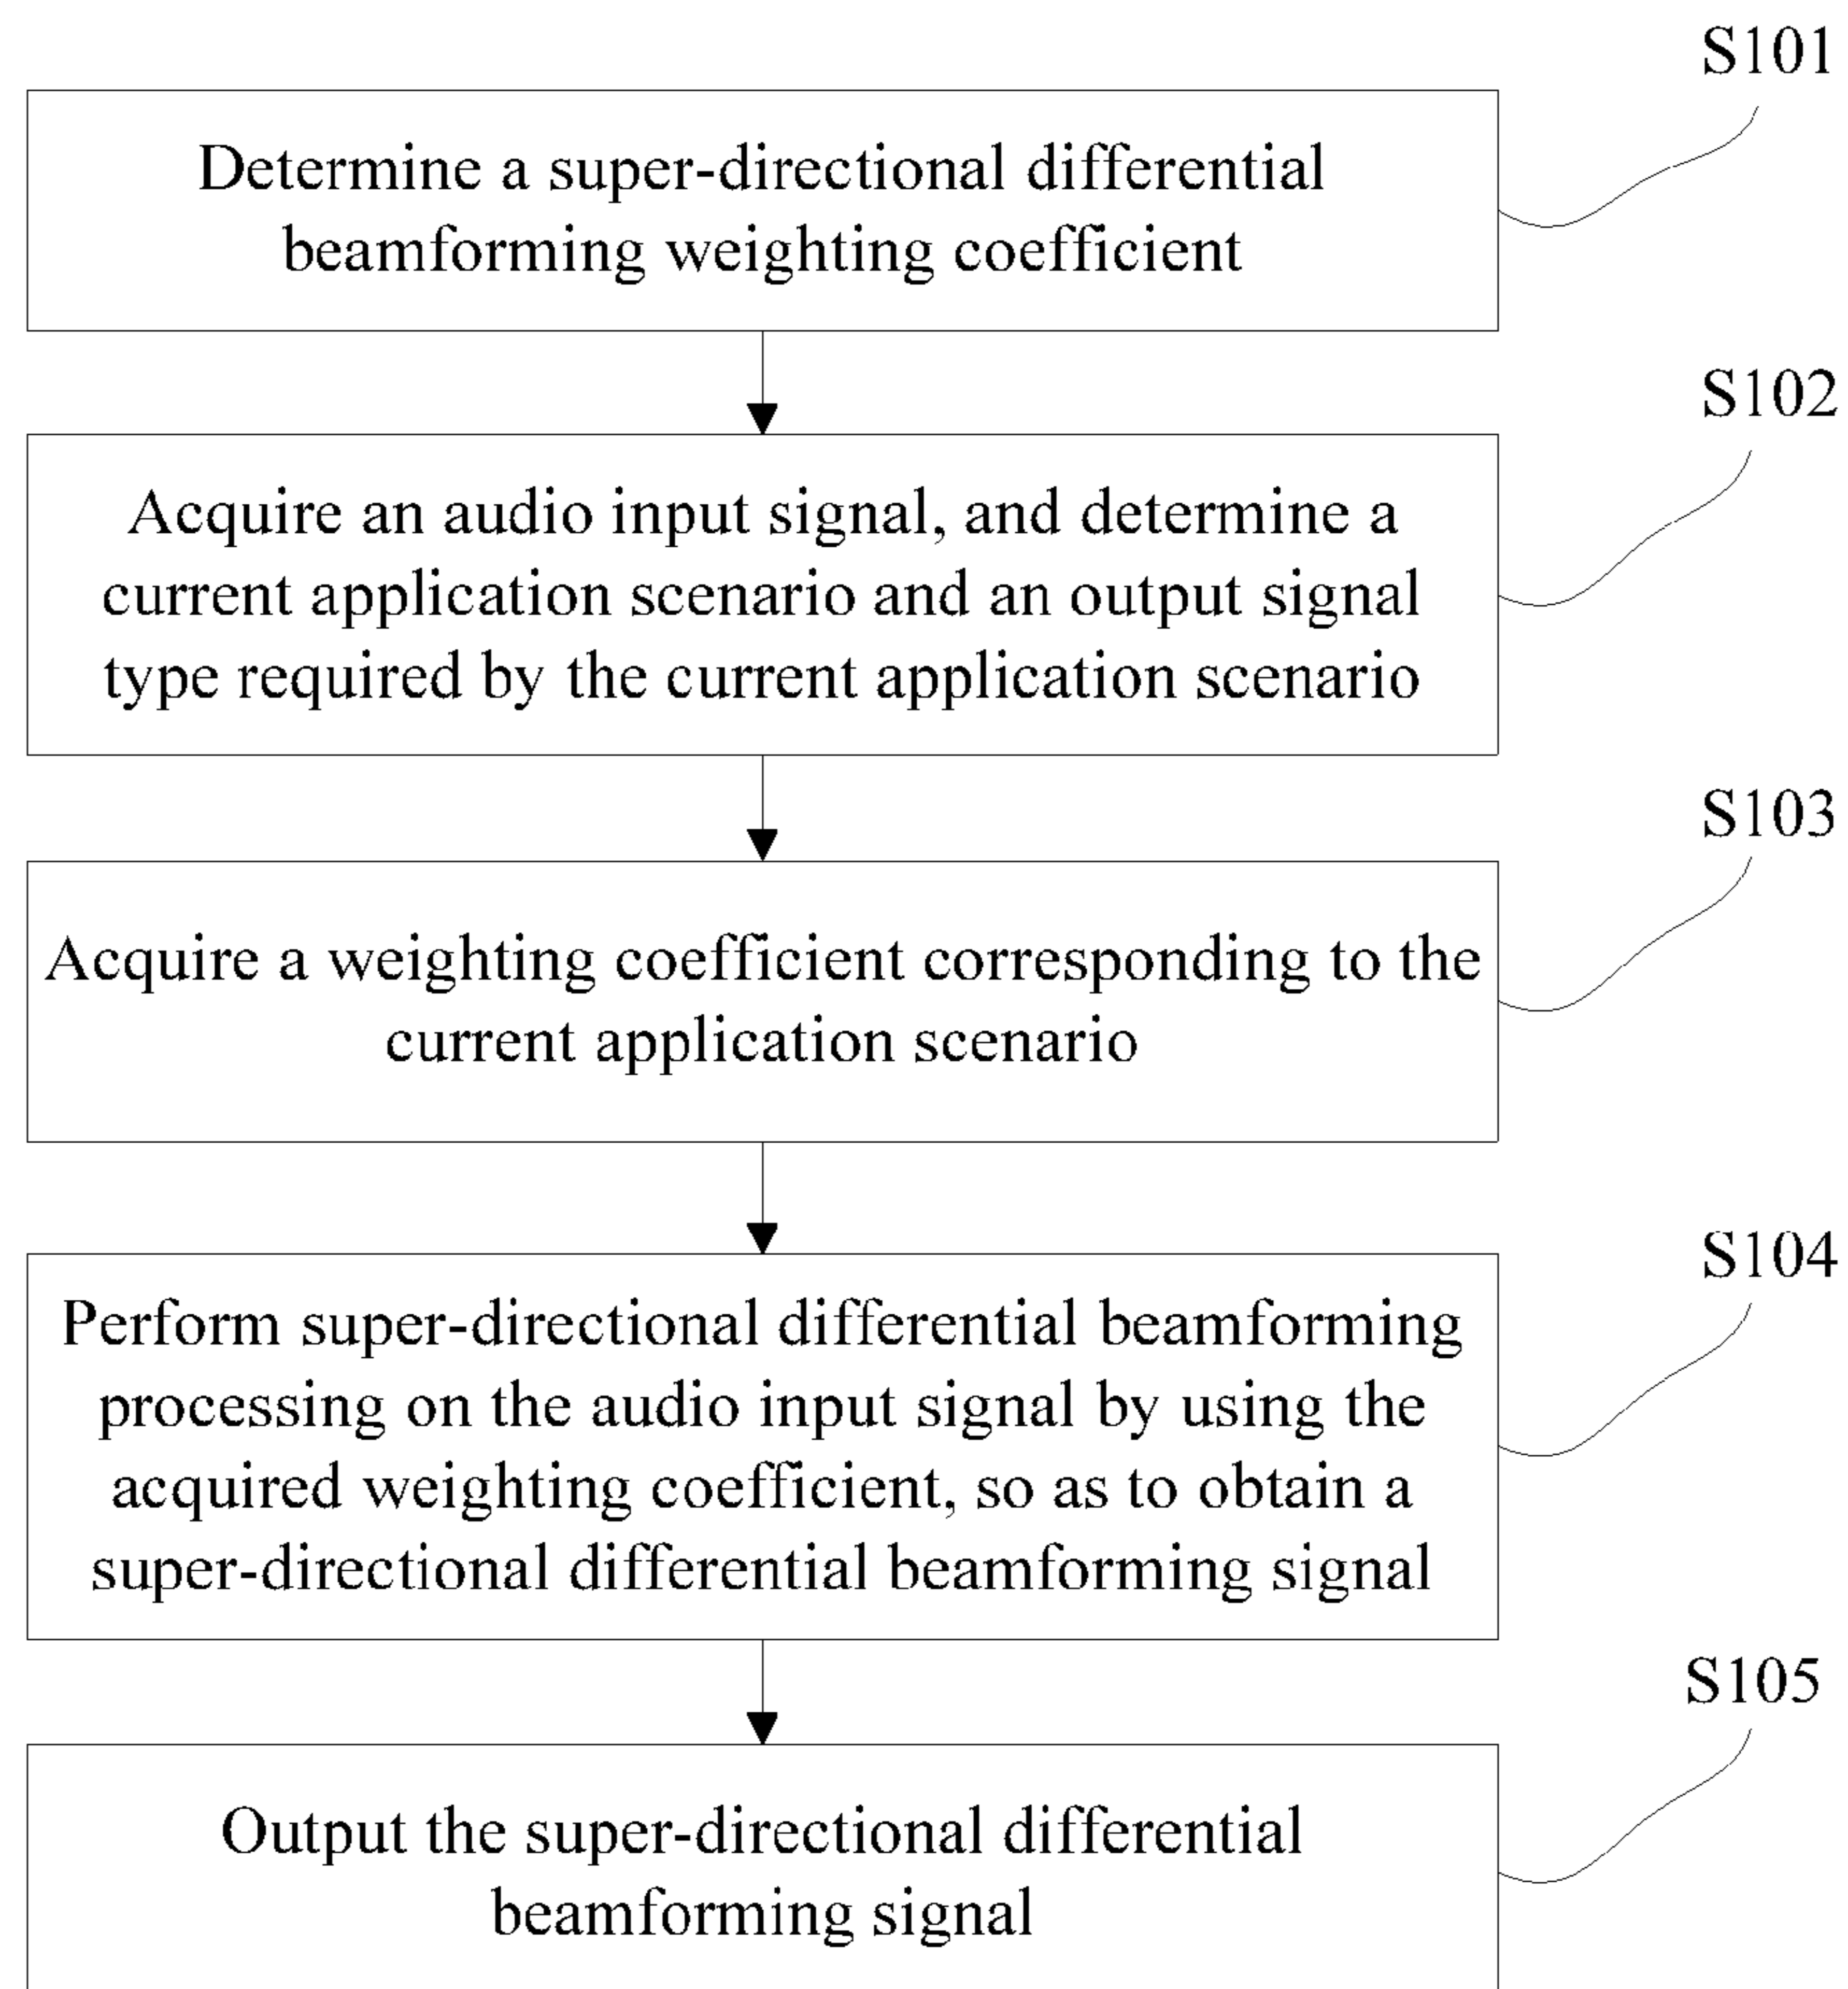 S101
Determine a super-directional differential
beamforming weighting coefficient
S102
Acquire an audio input signal, and determine a
current application scenario and an output signal
type required by the current application scenario
S103
Acquire a weighting coefficient corresponding to the
current application scenario
S104
Perform super-directional differential beamforming
processing on the audio input signal by using the
acquired weighting coefficient, so as to obtain a
super-directional differential beamforming signal
S105
Output the super-directional differential
beamforming signal